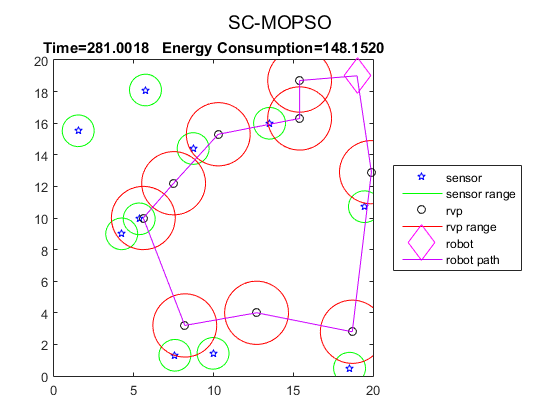 SC-MOPSO
Time=281.0018 Energy Consumption=148.1520
20
18
16
14
12
10
8
6
4
2
0
0 5 10 15 20
sensor
sensor range
rvp
rvp range
robot
robot path